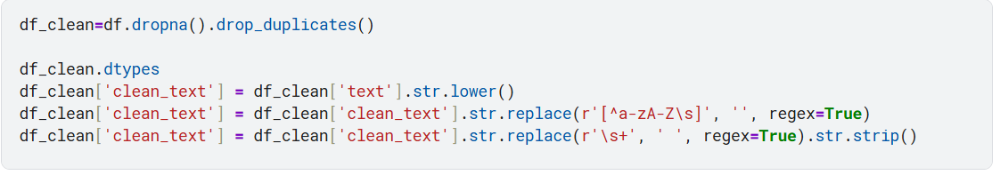 df_clean=df.dropna().drop_duplicates()
df_clean.dtypes
df_clean['clean_text'] = df_clean['text'].str.lower()
df_clean['clean_text'] = df_clean['clean_text'].str.replace(r'[^a-zA-Z\s]', '', regex=True)
df_clean['clean_text'] = df_clean['clean_text'].str.replace(r'\s+', ' ', regex=True).str.strip()